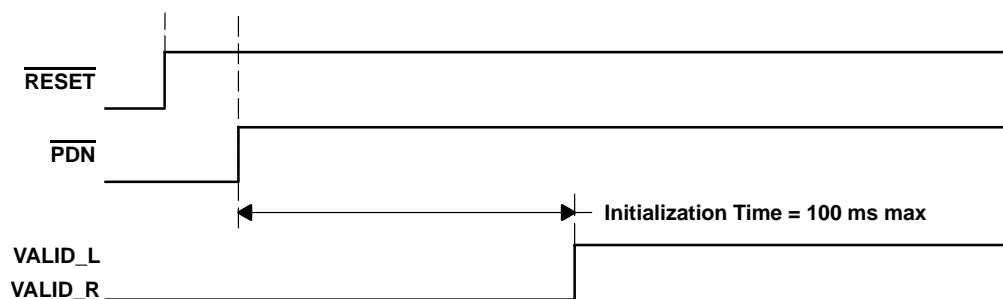 RESET
PDN
Initialization Time = 100 ms max
VALID_L
VALID_R